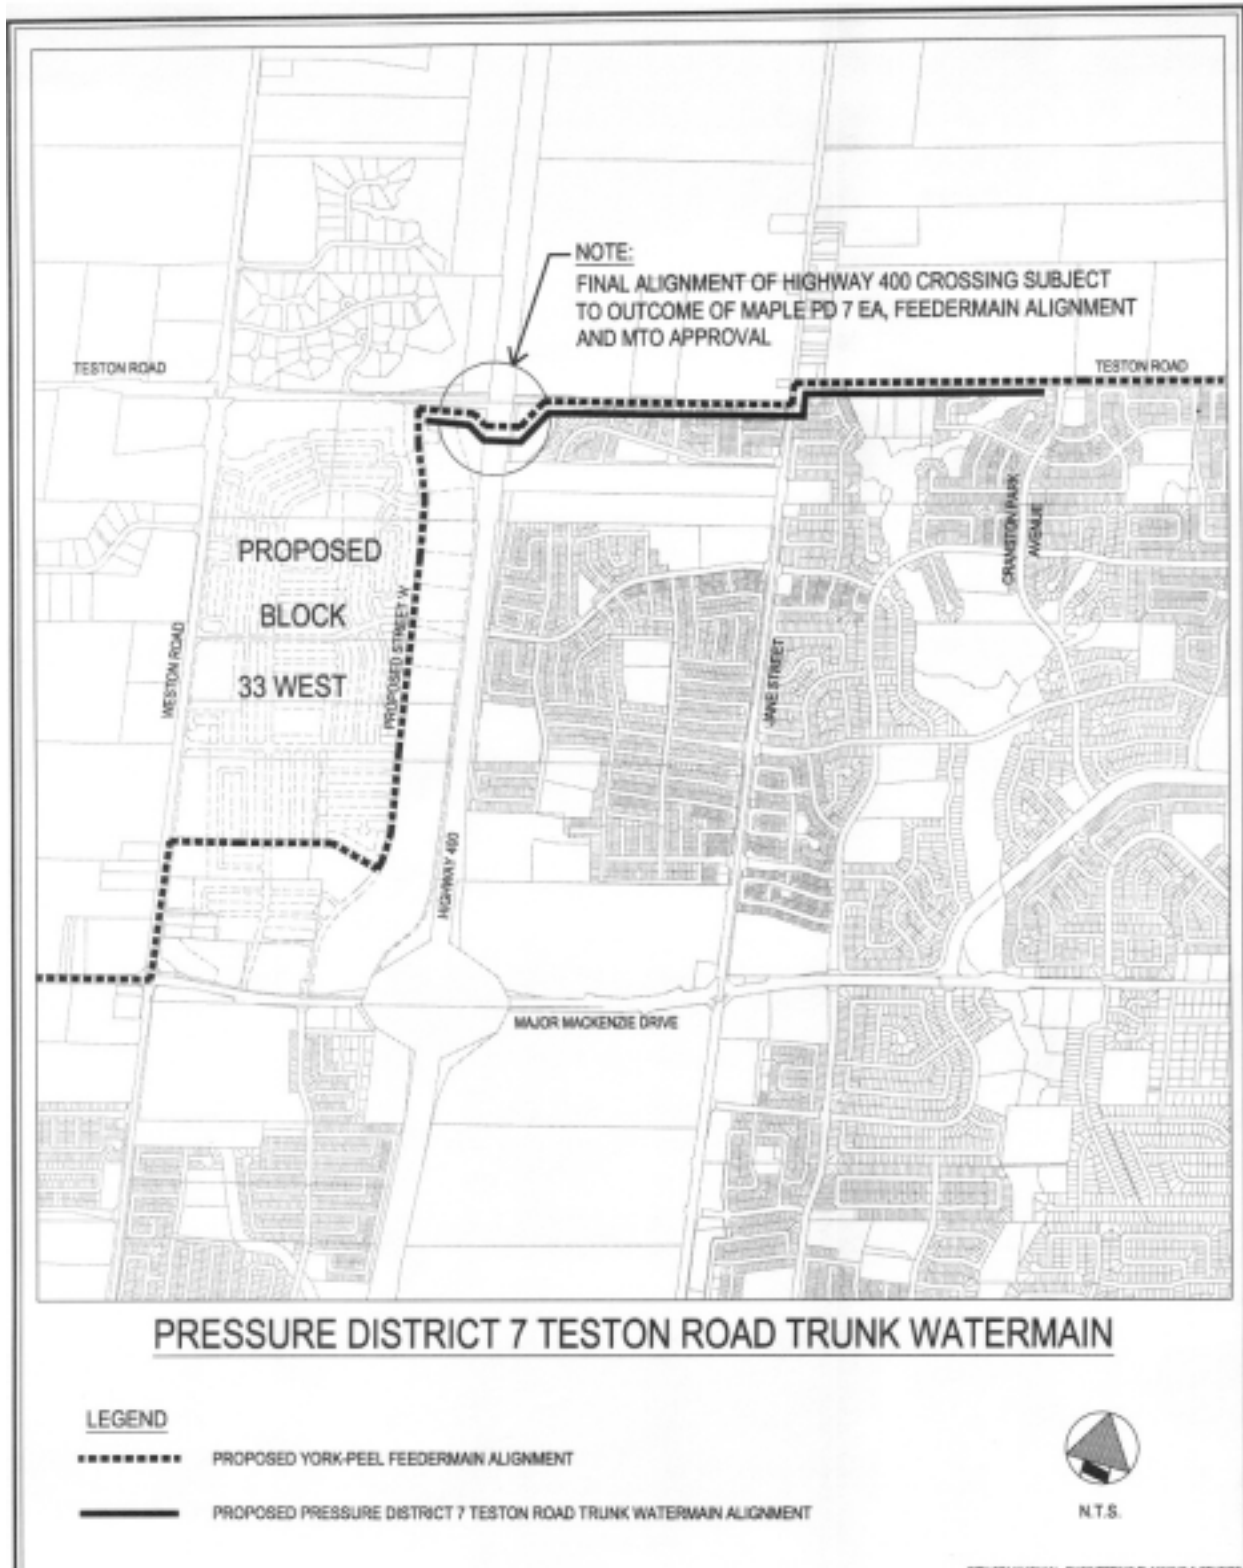 NOTE:
FINAL ALIGNMENT OF HIGHWAY 400 CROSSING SUBJECT
TO OUTCOME OF MAPLE PD 7 EA, FEEDERMAIN ALIGNMENT
AND MTO APPROVAL
TESTON ROAD
TESTON ROAD
PROPOSED
BLOCK
33 WEST
WESTON ROAD
PROPOSED STREET W
HIGHWAY 400
JANE STREET
CRANSTON PARK
AVENUE
MAJOR MACKENZIE DRIVE
PRESSURE DISTRICT 7 TESTON ROAD TRUNK WATERMAIN
LEGEND
PROPOSED YORK-PEEL FEEDERMAIN ALIGNMENT
PROPOSED PRESSURE DISTRICT 7 TESTON ROAD TRUNK WATERMAIN ALIGNMENT
N.T.S.